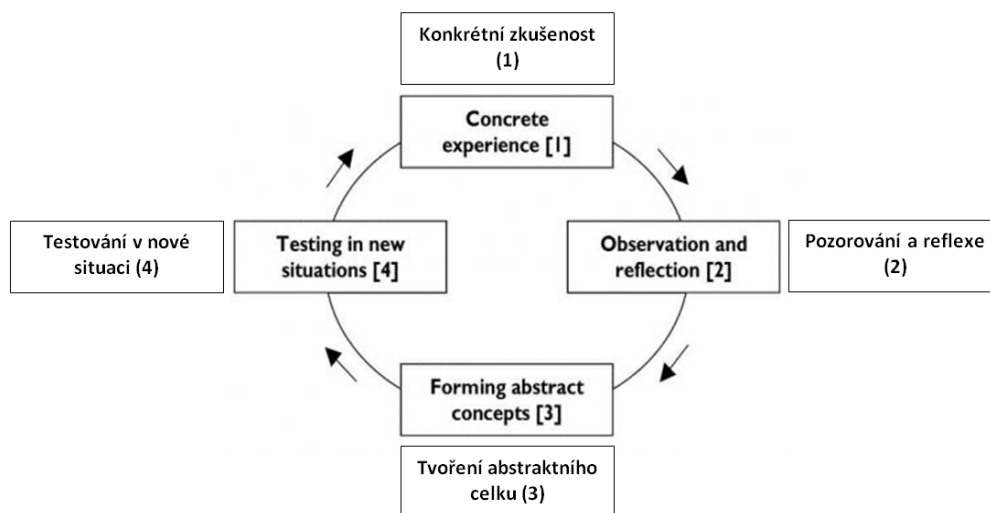 Konkrétní zkušenost
(1)
Concrete
experience [1]
Testování v nové
situaci (4)
Testing in new
situations [4]
Observation and
reflection [2]
Pozorování a reflexe
(2)
Forming abstract
concepts [3]
Tvoření abstraktního
celku (3)